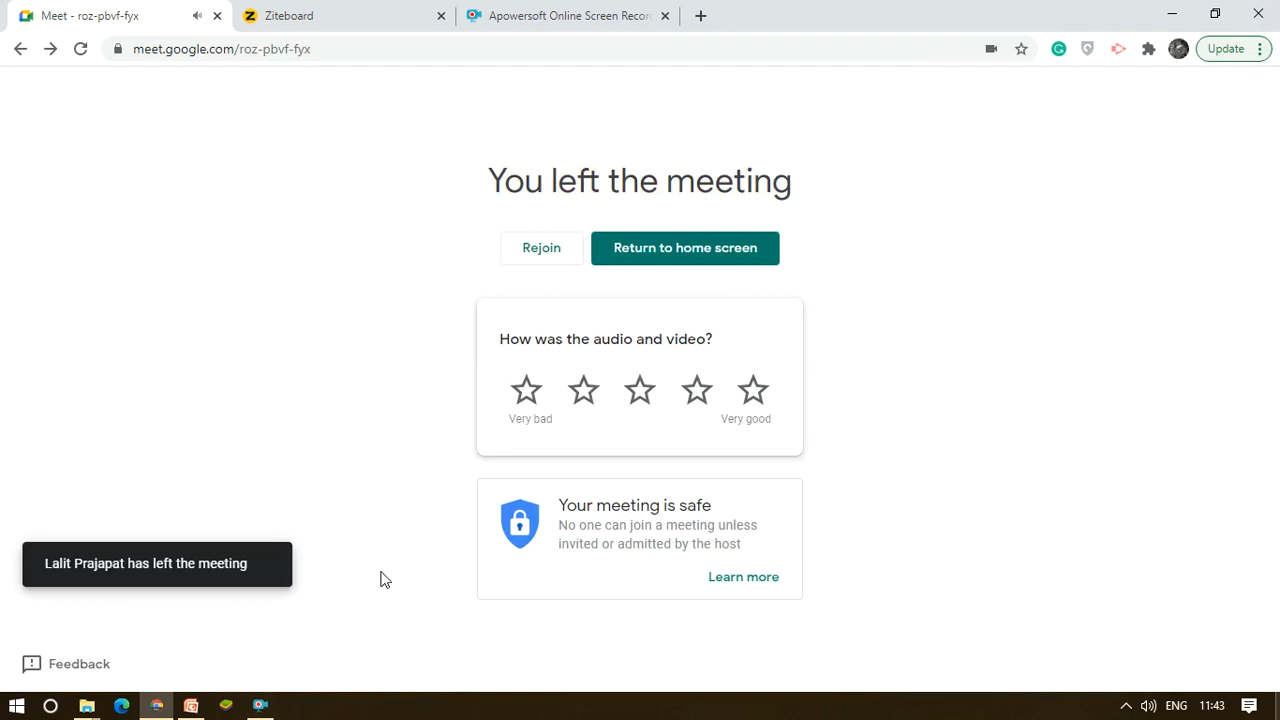 Meet - roz-pbvf-fyx
Ziteboard
Apowersoft Online Screen Recor
meet.google.com/roz-pbvf-fyx
Update
You left the meeting
Rejoin
Return to home screen
How was the audio and video?
Very bad
Very good
Your meeting is safe
No one can join a meeting unless
invited or admitted by the host
Learn more
Lalit Prajapat has left the meeting
Feedback
ENG
11:43